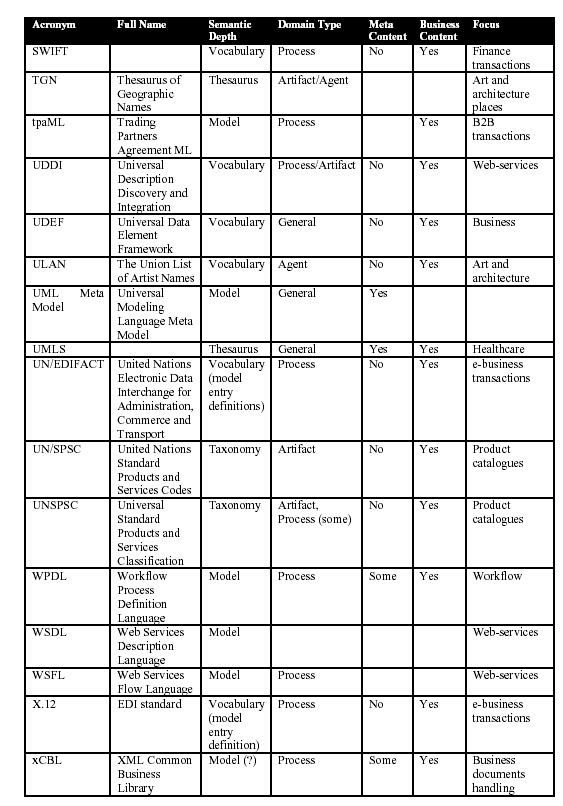 Acronym Full Name Semantic Depth Domain Type Meta Content Business Content Focus
SWIFT Vocabulary Process No Yes Finance transactions
TGN Thesaurus of Geographic Names Thesaurus Artifact/Agent Art and architecture places
tpaML Trading Partners Agreement ML Model Process Yes B2B transactions
UDDI Universal Description Discovery and Integration Vocabulary Process/Artifact No Yes Web-services
UDEF Universal Data Element Framework Vocabulary General No Yes Business
ULAN The Union List of Artist Names Vocabulary Agent No Yes Art and architecture
UML Meta Model Universal Modeling Language Meta Model Model General Yes
UMLS Thesaurus General Yes Yes Healthcare
UN/EDIFACT United Nations Electronic Data Interchange for Administration, Commerce and Transport Vocabulary (model entry definitions) Process No Yes e-business transactions
UN/SPSC United Nations Standard Products and Services Codes Taxonomy Artifact No Yes Product catalogues
UNSPSC Universal Standard Products and Services Classification Taxonomy Artifact, Process (some) No Yes Product catalogues
WPDL Workflow Process Definition Language Model Process Some Yes Workflow
WSDL Web Services Description Language Model Web-services
WSFL Web Services Flow Language Model Process Web-services
X.12 EDI standard Vocabulary (model entry definition) Process No Yes e-business transactions
xCBL XML Common Business Library Model (?) Process Some Yes Business documents handling